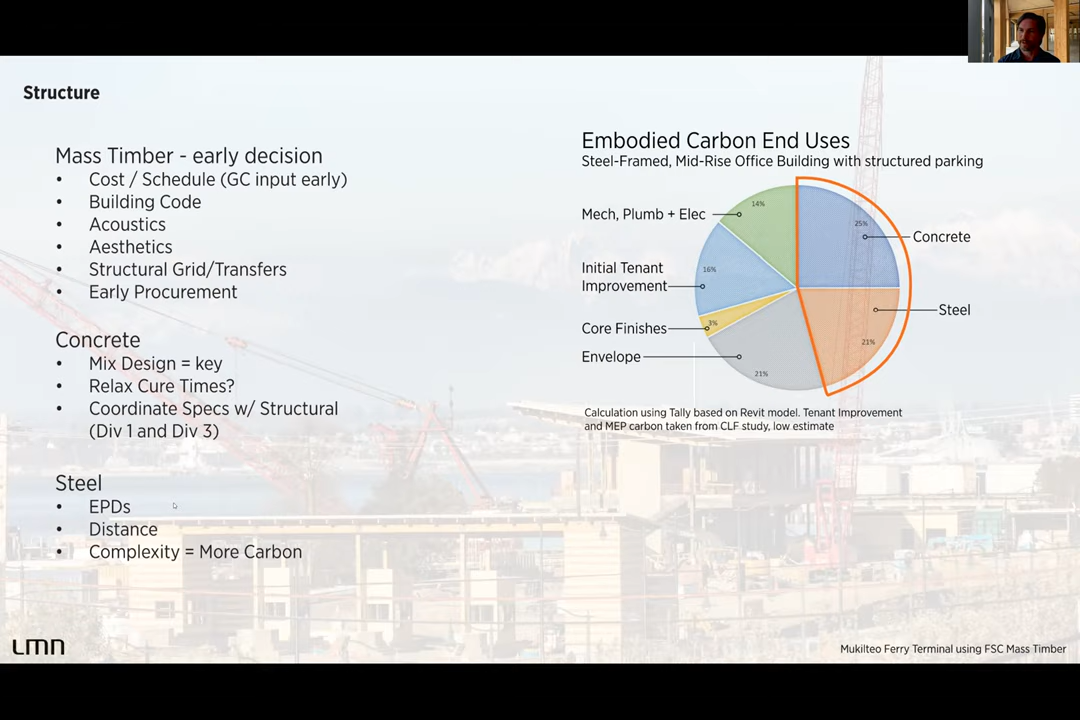 Structure
Mass Timber - early decision
• Cost / Schedule (GC input early)
• Building Code
• Acoustics
• Aesthetics
• Structural Grid/Transfers
• Early Procurement
Concrete
• Mix Design = key
• Relax Cure Times?
• Coordinate Specs w/ Structural
(Div 1 and Div 3)
Steel
• EPDs
• Distance
• Complexity = More Carbon
LMN
Embodied Carbon End Uses
Steel-Framed, Mid-Rise Office Building with structured parking
Mech, Plumb + Elec
14%
25%
Concrete
Initial Tenant
Improvement
16%
Steel
Core Finishes
3%
21%
Envelope
21%
Calculation using Tally based on Revit model. Tenant Improvement
and MEP carbon taken from CLF study, low estimate
Mukilteo Ferry Terminal using FSC Mass Timber